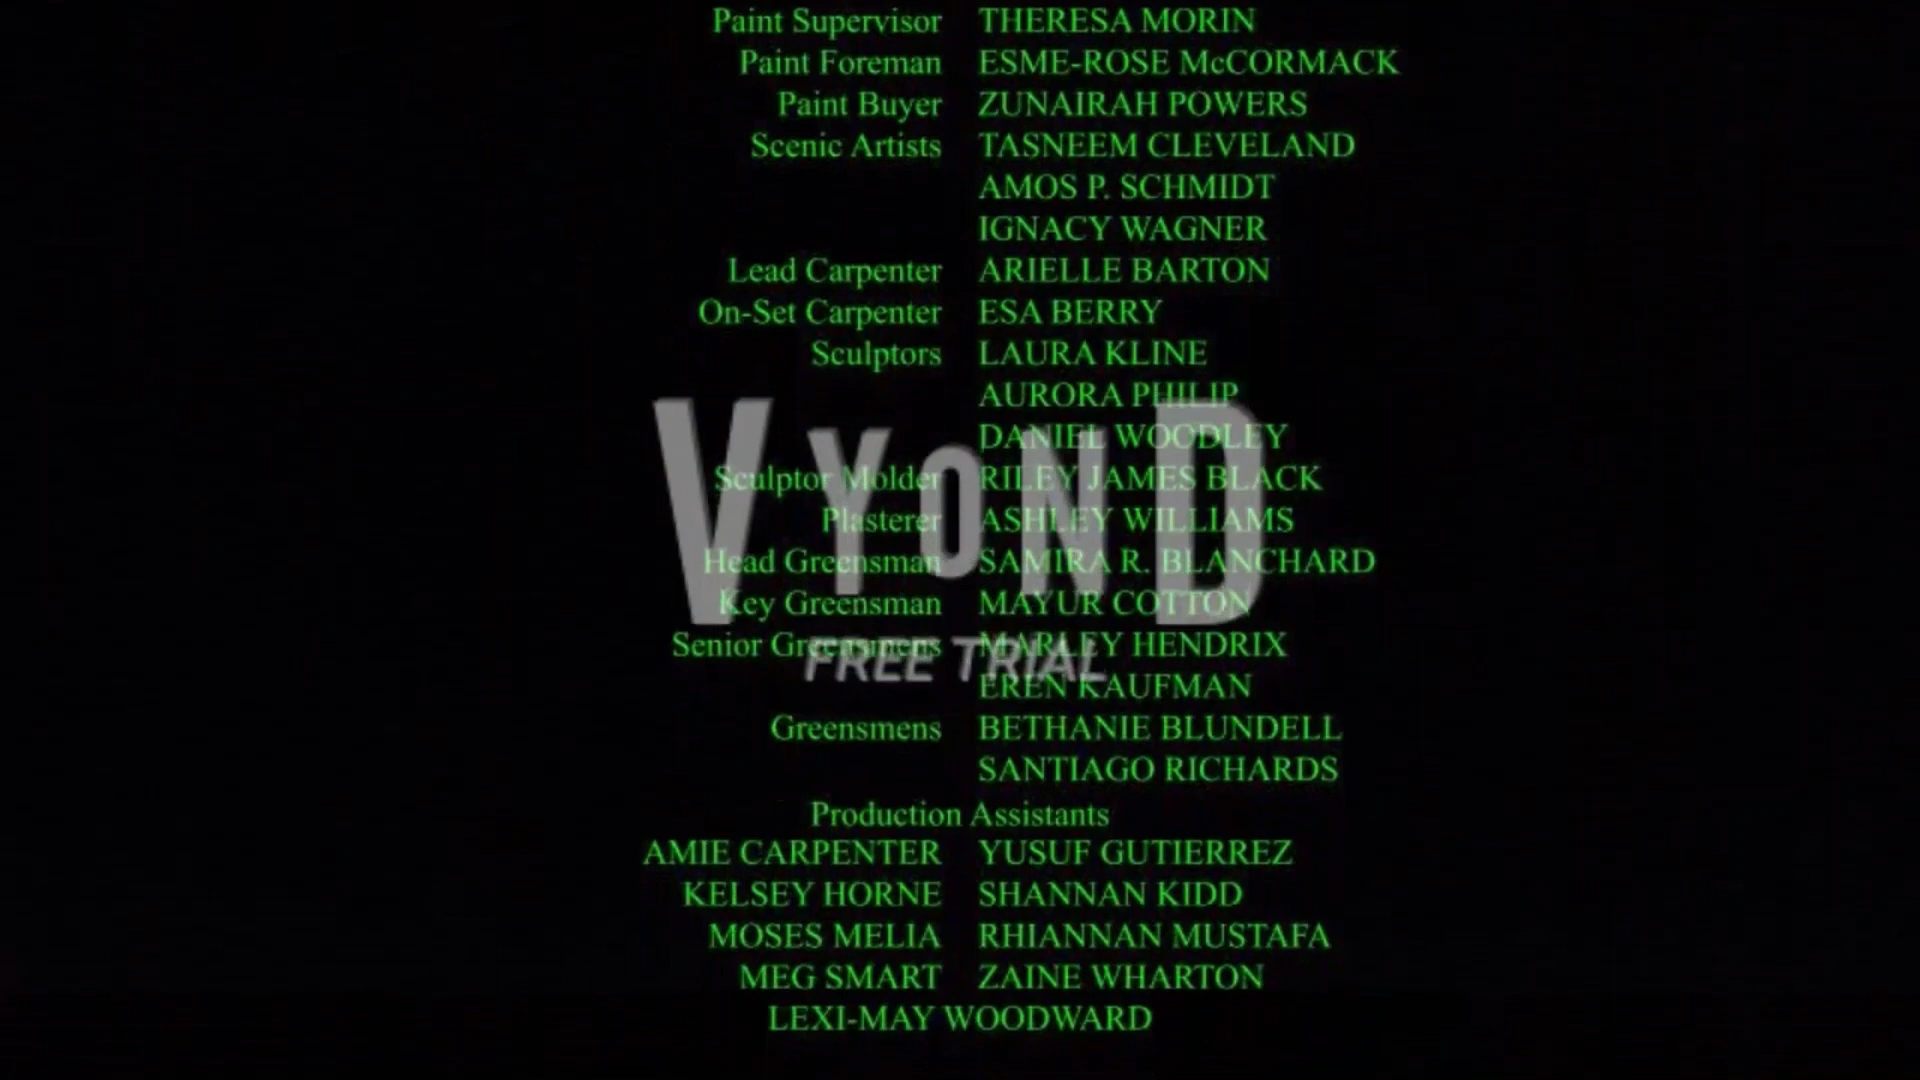 Paint Supervisor THERESA MORIN
Paint Foreman ESME-ROSE McCORMACK
Paint Buyer ZUNAIRAH POWERS
Scenic Artists TASNEEM CLEVELAND
AMOS P. SCHMIDT
IGNACY WAGNER
Lead Carpenter ARIELLE BARTON
On-Set Carpenter ESA BERRY
Sculptors LAURA KLINE
AURORA PHILIP
DANIEL WOODLEY
Sculptor Molder RILEY JAMES BLACK
Plasterer ASHLEY WILLIAMS
Head Greensman SAMIRA R. BLANCHARD
Key Greensman MAYUR COTTON
Senior Greensmens MARLEY HENDRIX
EREN KAUFMAN
Greensmens BETHANIE BLUNDELL
SANTIAGO RICHARDS
Production Assistants
AMIE CARPENTER YUSUF GUTIERREZ
KELSEY HORNE SHANNAN KIDD
MOSES MELIA RHIANNAN MUSTAFA
MEG SMART ZAINE WHARTON
LEXI-MAY WOODWARD
VYonD
FREE TRIAL